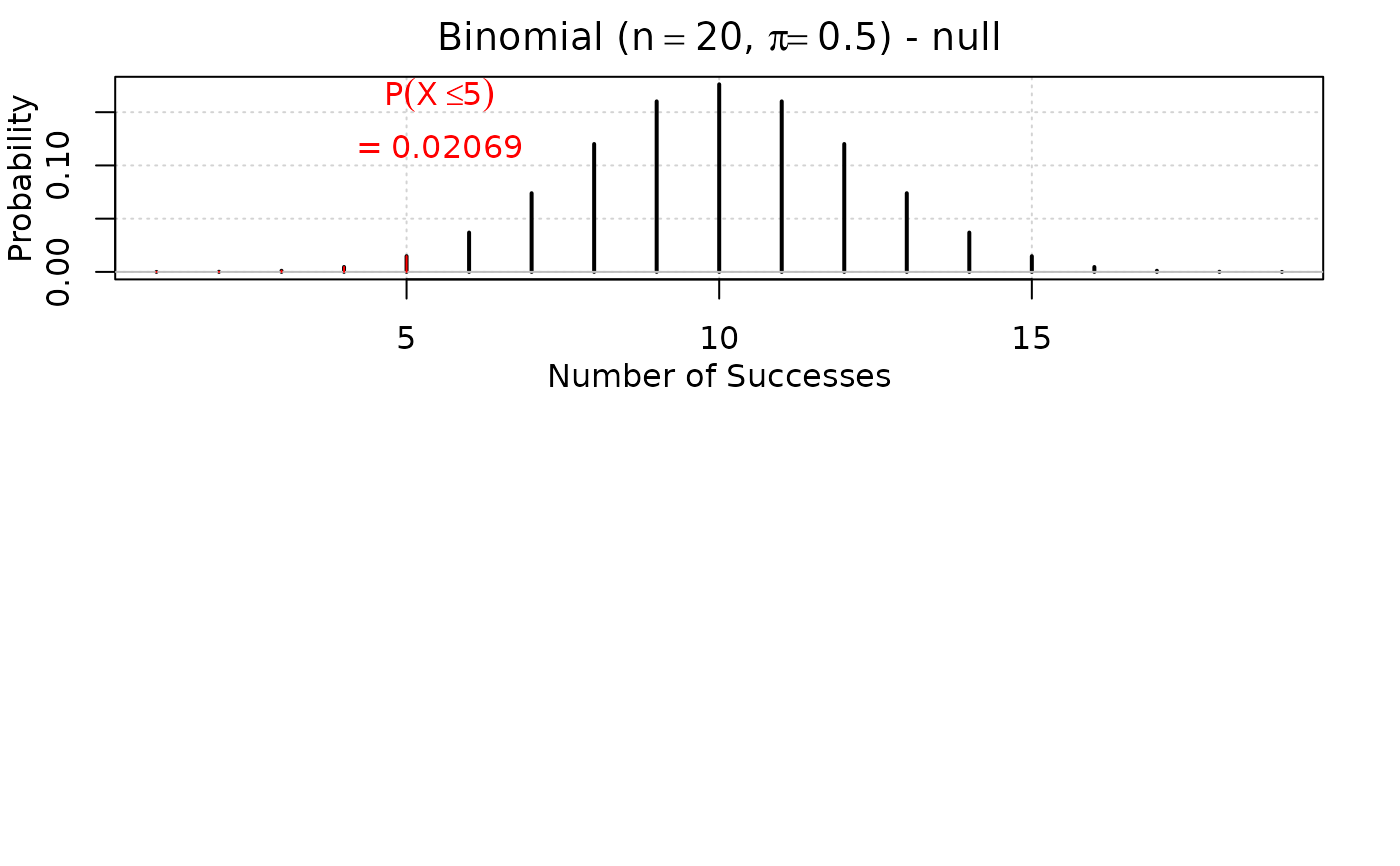 Binomial (n = 20, π= 0.5) - null
P(X ≤5)
= 0.02069
Probability
0.10
0.00
5 10 15
Number of Successes